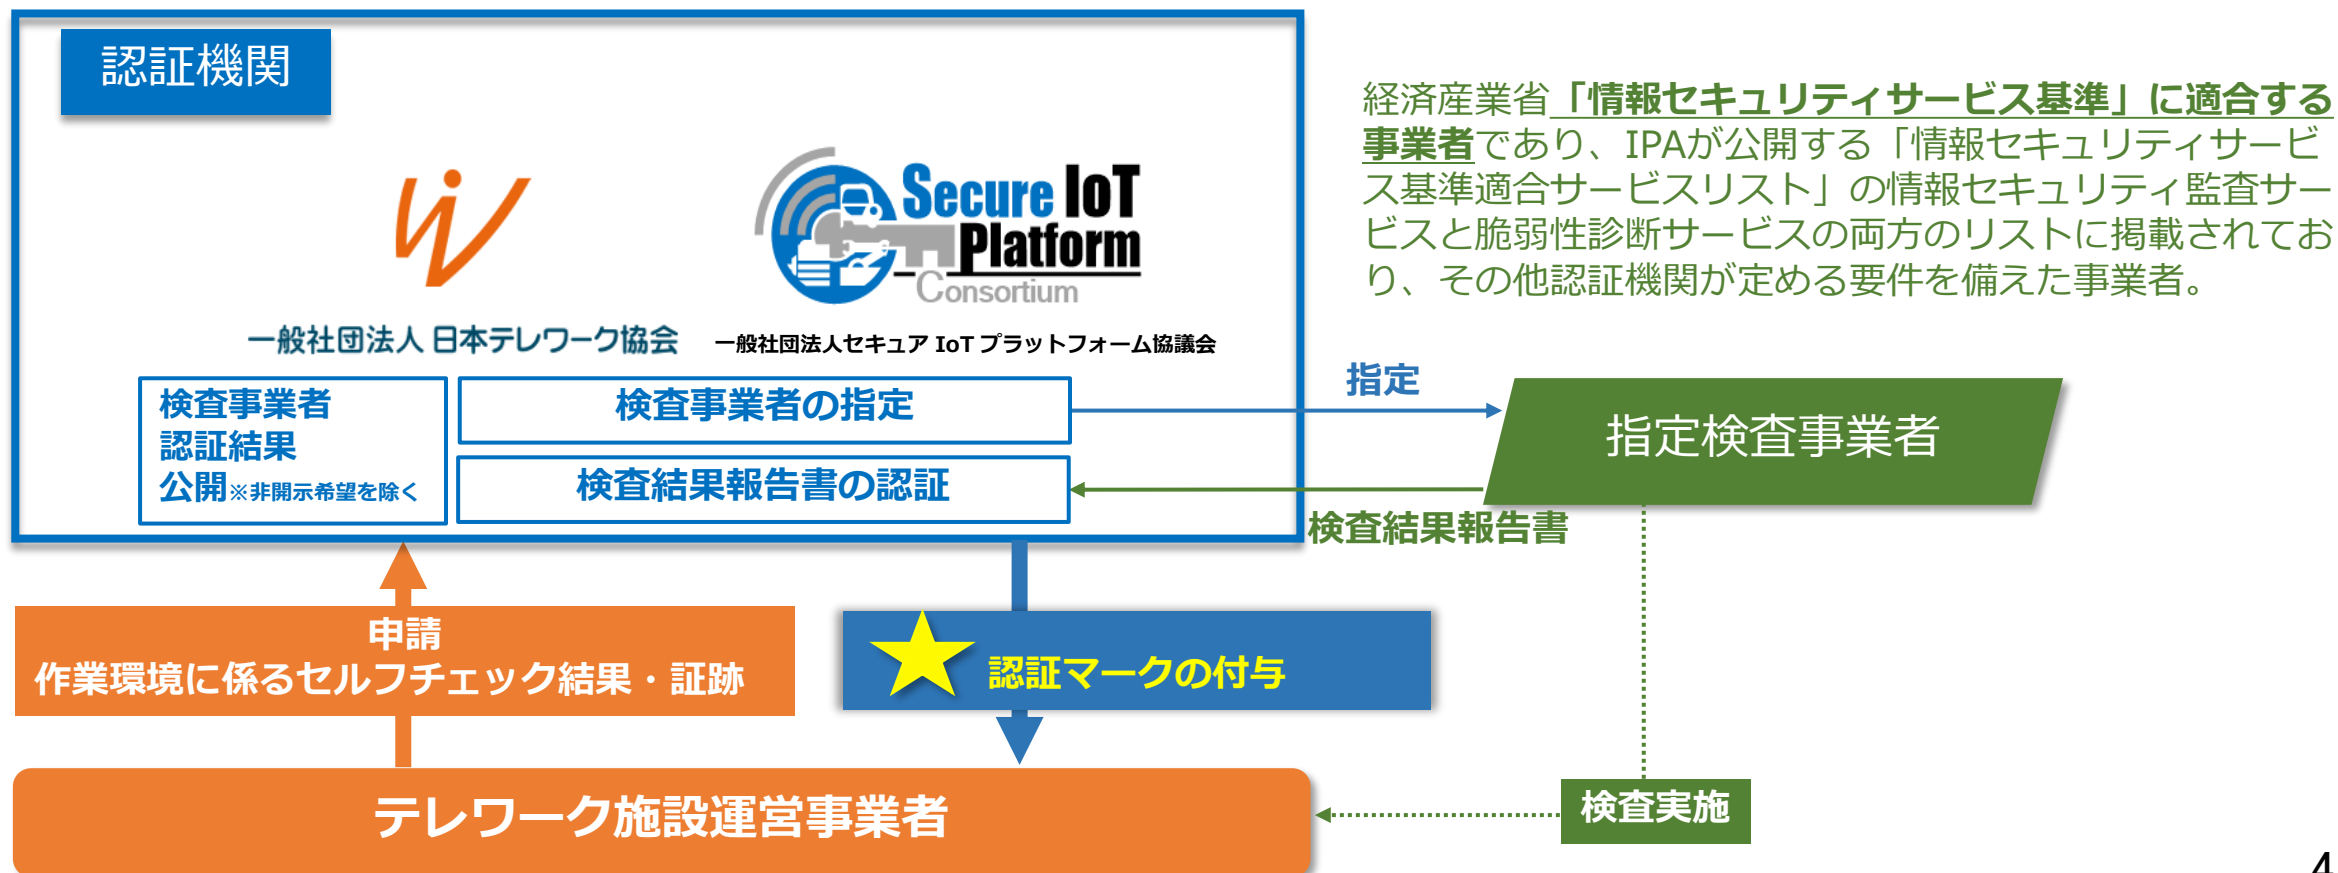 認証機関
経済産業省「情報セキュリティサービス基準」に適合する
事業者であり、IPAが公開する「情報セキュリティサービ
ス基準適合サービスリスト」の情報セキュリティ監査サー
ビスと脆弱性診断サービスの両方のリストに掲載されてお
り、その他認証機関が定める要件を備えた事業者。
Secure IoT
Platform
Consortium
一般社団法人 日本テレワーク協会
一般社団法人セキュア IoT プラットフォーム協議会
検査事業者
認証結果
公開※非開示希望を除く
検査事業者の指定
検査結果報告書の認証
指定
指定検査事業者
検査結果報告書
申請
作業環境に係るセルフチェック結果・証跡
認証マークの付与
テレワーク施設運営事業者
検査実施
4